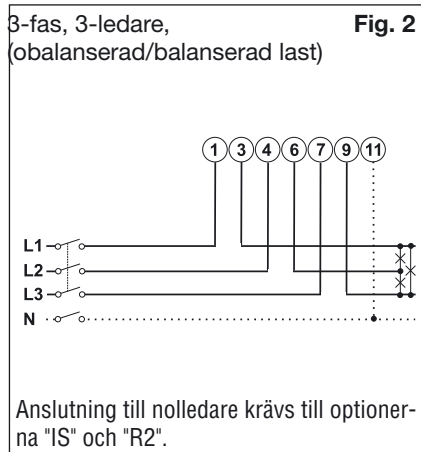 3-fas, 3-ledare, Fig. 2
(obalanserad/balanserad last)
1 3 4 6 7 9 11
L1
L2
L3
N
Anslutning till nolledare krävs till optioner-
na "IS" och "R2".